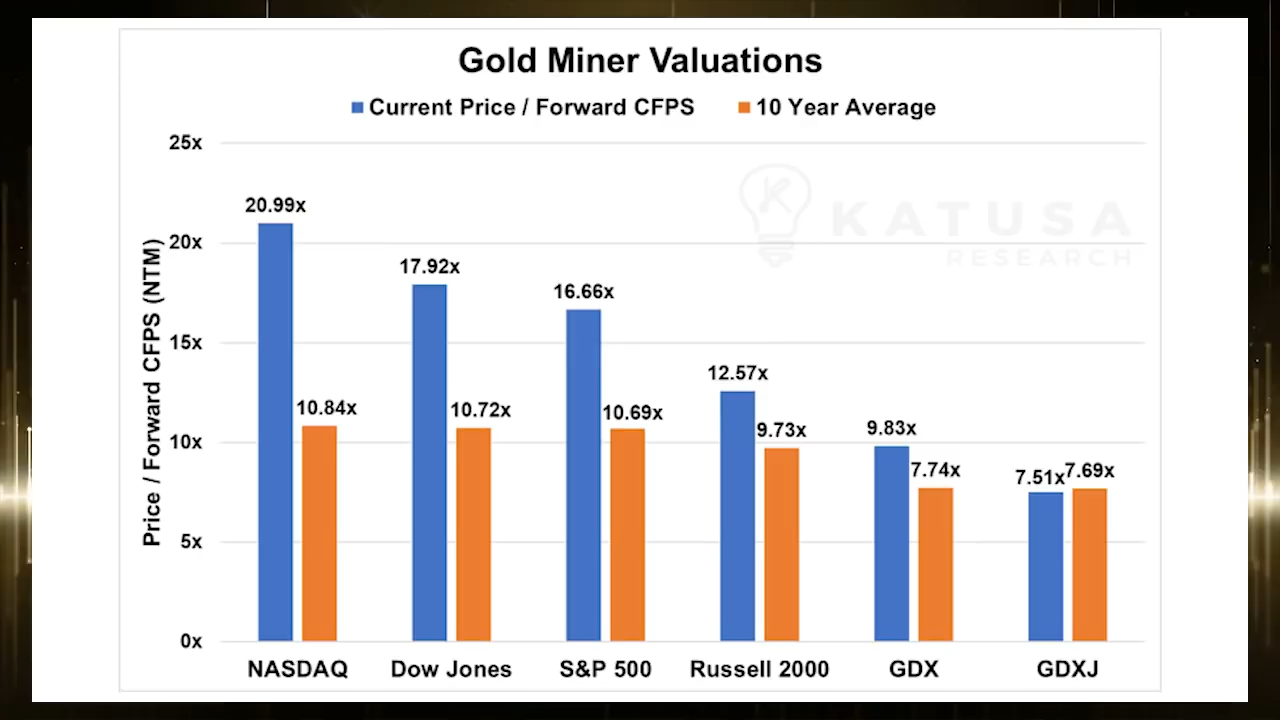 Gold Miner Valuations
Current Price / Forward CFPS
10 Year Average
Price / Forward CFPS (NTM)
25x
20x
15x
10x
5x
0x
KATUSA
RESEARCH
20.99x
10.84x
17.92x
10.72x
16.66x
10.69x
12.57x
9.73x
9.83x
7.74x
7.51x
7.69x
NASDAQ
Dow Jones
S&P 500
Russell 2000
GDX
GDXJ